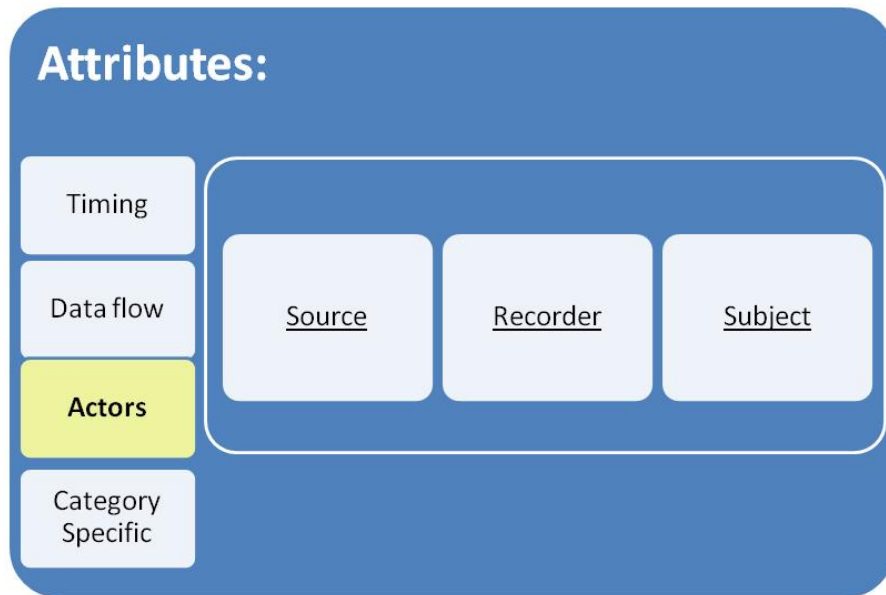 Attributes:
Timing
Data flow
Actors
Category
Specific
Source
Recorder
Subject